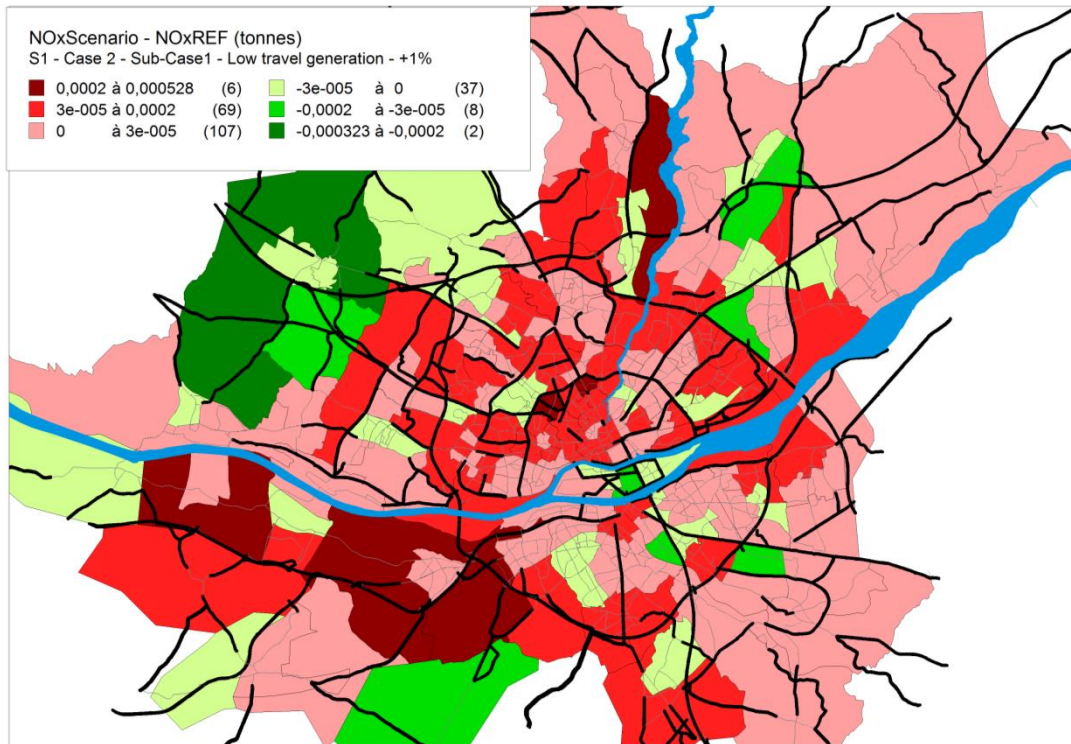 NOxScenario - NOxREF (tonnes)
S1 - Case 2 - Sub-Case1 - Low travel generation - +1%
0,0002 à 0,000528 (6) -3e-005 à 0 (37)
3e-005 à 0,0002 (69) -0,0002 à -3e-005 (8)
0 à 3e-005 (107) -0,000323 à -0,0002 (2)